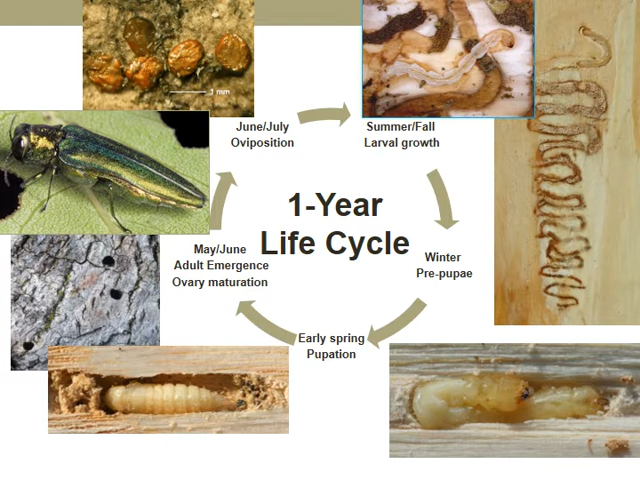 1 mm
June/July
Oviposition
Summer/Fall
Larval growth
1-Year
Life Cycle
May/June
Adult Emergence
Ovary maturation
Winter
Pre-pupae
Early spring
Pupation